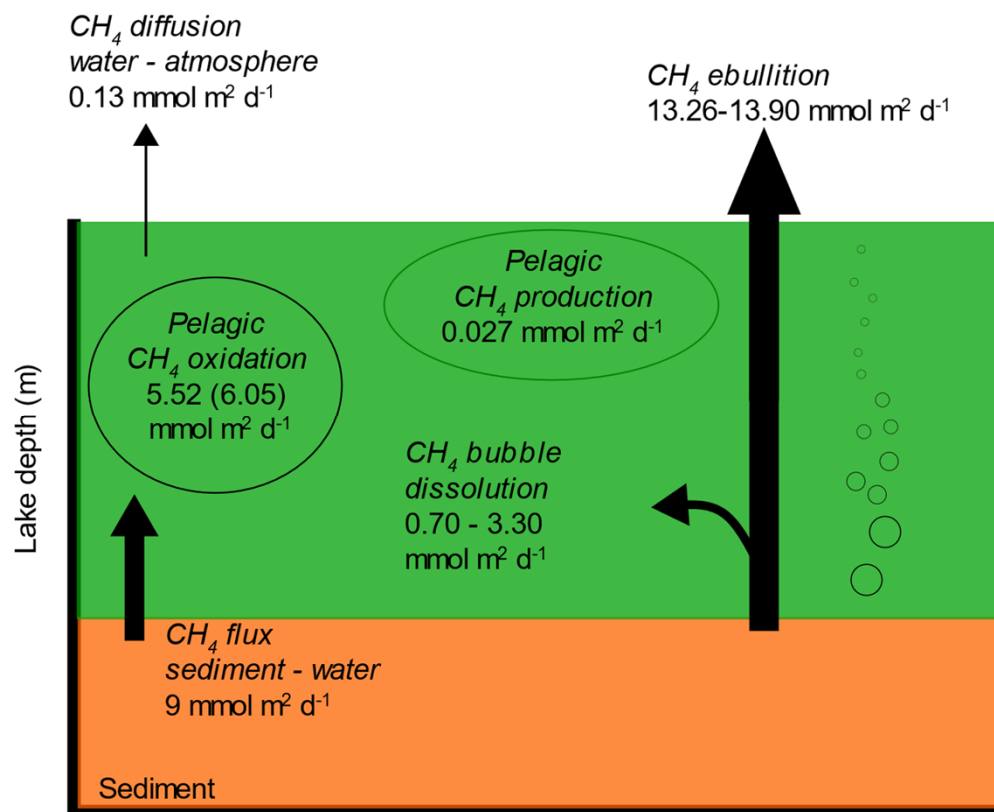 CH₄ diffusion
water - atmosphere
0.13 mmol m² d⁻¹
CH₄ ebullition
13.26-13.90 mmol m² d⁻¹
Pelagic
CH₄ production
0.027 mmol m² d⁻¹
Pelagic
CH₄ oxidation
5.52 (6.05)
mmol m² d⁻¹
CH₄ bubble
dissolution
0.70 - 3.30
mmol m² d⁻¹
Lake depth (m)
CH₄ flux
sediment - water
9 mmol m² d⁻¹
Sediment